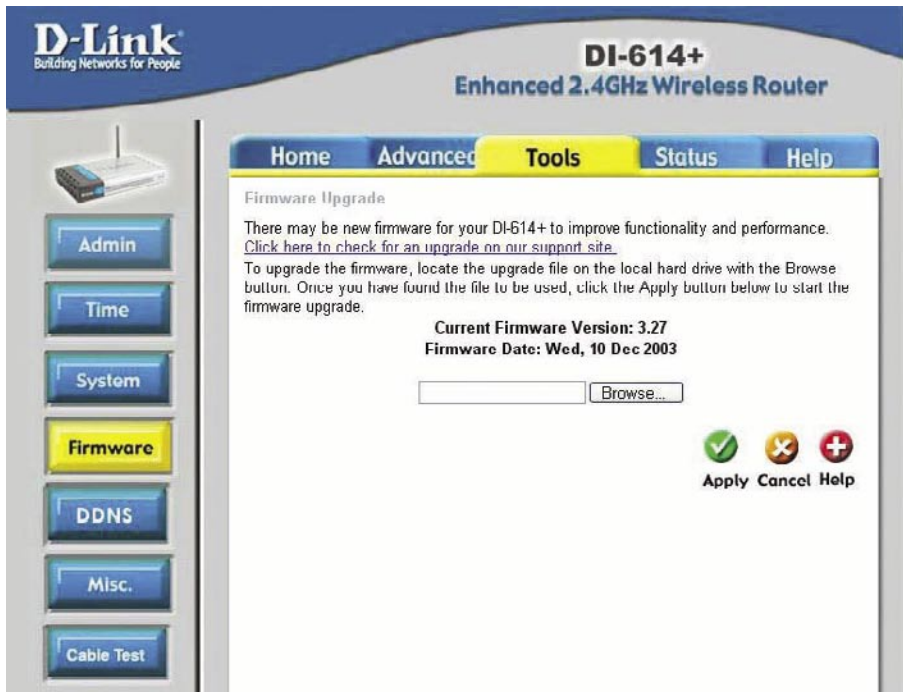 D-Link
Building Networks for People
DI-614+
Enhanced 2.4GHz Wireless Router
Home Advanced Tools Status Help
Admin
Time
System
Firmware
DDNS
Misc.
Cable Test
Firmware Upgrade
There may be new firmware for your DI-614+ to improve functionality and performance.
Click here to check for an upgrade on our support site.
To upgrade the firmware, locate the upgrade file on the local hard drive with the Browse
button. Once you have found the file to be used, click the Apply button below to start the
firmware upgrade.
Current Firmware Version: 3.27
Firmware Date: Wed, 10 Dec 2003
Browse...
Apply Cancel Help